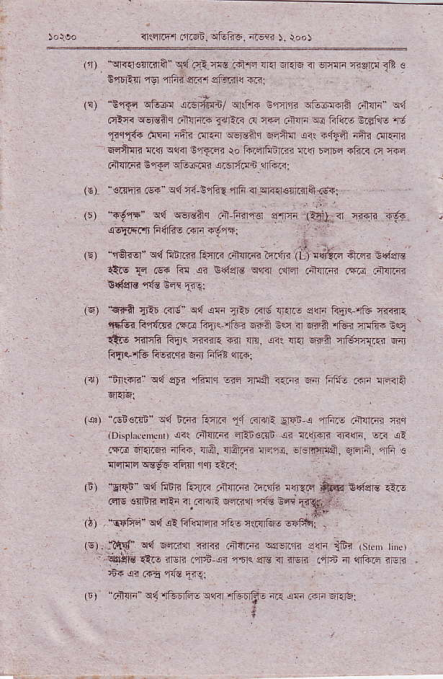 ১০২৩০ বাংলাদেশ গেজেট, অতিরিক্ত, নভেম্বর ১, ২০০১
(গ) “আবহাওয়ারোধী” অর্থ সেই সমস্ত কৌশল যাহা জাহাজ বা ভাসমান সরঞ্জামে বৃষ্টি ও
উপচাইয়া পড়া পানির প্রবেশ প্রতিরোধ করে;
(ঘ) “উপকূল অতিক্রম এন্ডোর্সমেন্ট/ আংশিক উপসাগর অতিক্রমকারী নৌযান” অর্থ
সেইসব অভ্যন্তরীণ নৌযানকে বুঝাইবে যে সকল নৌযান অত্র বিধিতে উল্লেখিত শর্ত
পূরণপূর্বক মেঘনা নদীর মোহনা অভ্যন্তরীণ জলসীমা এবং কর্ণফুলী নদীর মোহনার
জলসীমার মধ্যে অথবা উপকূলের ২০ কিলোমিটারের মধ্যে চলাচল করিবে সে সকল
নৌযানের উপকূল অতিক্রমের এন্ডোর্সমেন্ট থাকিবে;
(ঙ) “ওয়েদার ডেক” অর্থ সর্ব-উপরিস্থ পানি বা আবহাওয়ারোধী ডেক;
(চ) “কর্তৃপক্ষ” অর্থ অভ্যন্তরীণ নৌ-নিরাপত্তা প্রশাসন (ইসা) বা সরকার কর্তৃক
এতদুদ্দেশ্যে নির্ধারিত কোন কর্তৃপক্ষ;
(ছ) “গভীরতা” অর্থ মিটারের হিসাবে নৌযানের দৈর্ঘ্যের (L) মধ্যস্থলে কীলের উর্ধ্বপ্রান্ত
হইতে মূল ডেক বিম এর উর্ধ্বপ্রান্ত অথবা খোলা নৌযানের ক্ষেত্রে নৌযানের
উর্ধ্বপ্রান্ত পর্যন্ত উলম্ব দূরত্ব;
(জ) “জরুরী স্যুইচ বোর্ড” অর্থ এমন স্যুইচ বোর্ড যাহাতে প্রধান বিদ্যুৎ-শক্তি সরবরাহ
পদ্ধতির বিপর্যয়ের ক্ষেত্রে বিদ্যুৎ-শক্তির জরুরী উৎস বা জরুরী শক্তির সাময়িক উৎস
হইতে সরাসরি বিদ্যুৎ সরবরাহ করা যায়, এবং যাহা জরুরী সার্ভিসসমূহের জন্য
বিদ্যুৎ-শক্তি বিতরণের জন্য নির্দিষ্ট থাকে;
(ঝ) “ট্যাংকার” অর্থ প্রচুর পরিমাণ তরল সামগ্রী বহনের জন্য নির্মিত কোন মালবাহী
জাহাজ;
(ঞ) “ডেটওয়েট” অর্থ টনের হিসাবে পূর্ণ বোঝাই ড্রাফট-এ পানিতে নৌযানের সরণ
(Displacement) এবং নৌযানের লাইটওয়েট এর মধ্যেকার ব্যবধান, তবে এই
ক্ষেত্রে জাহাজের নাবিক, যাত্রী, যাত্রীদের মালপত্র, ভান্ডারসামগ্রী, জ্বালানী, পানি ও
মালামাল অন্তর্ভুক্ত বলিয়া গণ্য হইবে;
(ট) “ড্রাফট” অর্থ মিটার হিসাবে নৌযানের দৈর্ঘ্যের মধ্যস্থলে কীলের উর্ধ্বপ্রান্ত হইতে
লোড ওয়াটার লাইন বা বোঝাই জলরেখা পর্যন্ত উলম্ব দূরত্ব;
(ঠ) “তফসিল” অর্থ এই বিধিমালার সহিত সংযোজিত তফসিল;
(ড) “দৈর্ঘ্য” অর্থ জলরেখা বরাবর নৌযানের অগ্রভাগের প্রধান খুঁটির (Stem line)
অগ্রপ্রান্ত হইতে রাডার পোস্ট-এর পশ্চাৎ প্রান্ত বা রাডার পোস্ট না থাকিলে রাডার
স্টক এর কেন্দ্র পর্যন্ত দূরত্ব;
(ঢ) “নৌযান” অর্থ শক্তিচালিত অথবা শক্তিচালিত নহে এমন কোন জাহাজ;